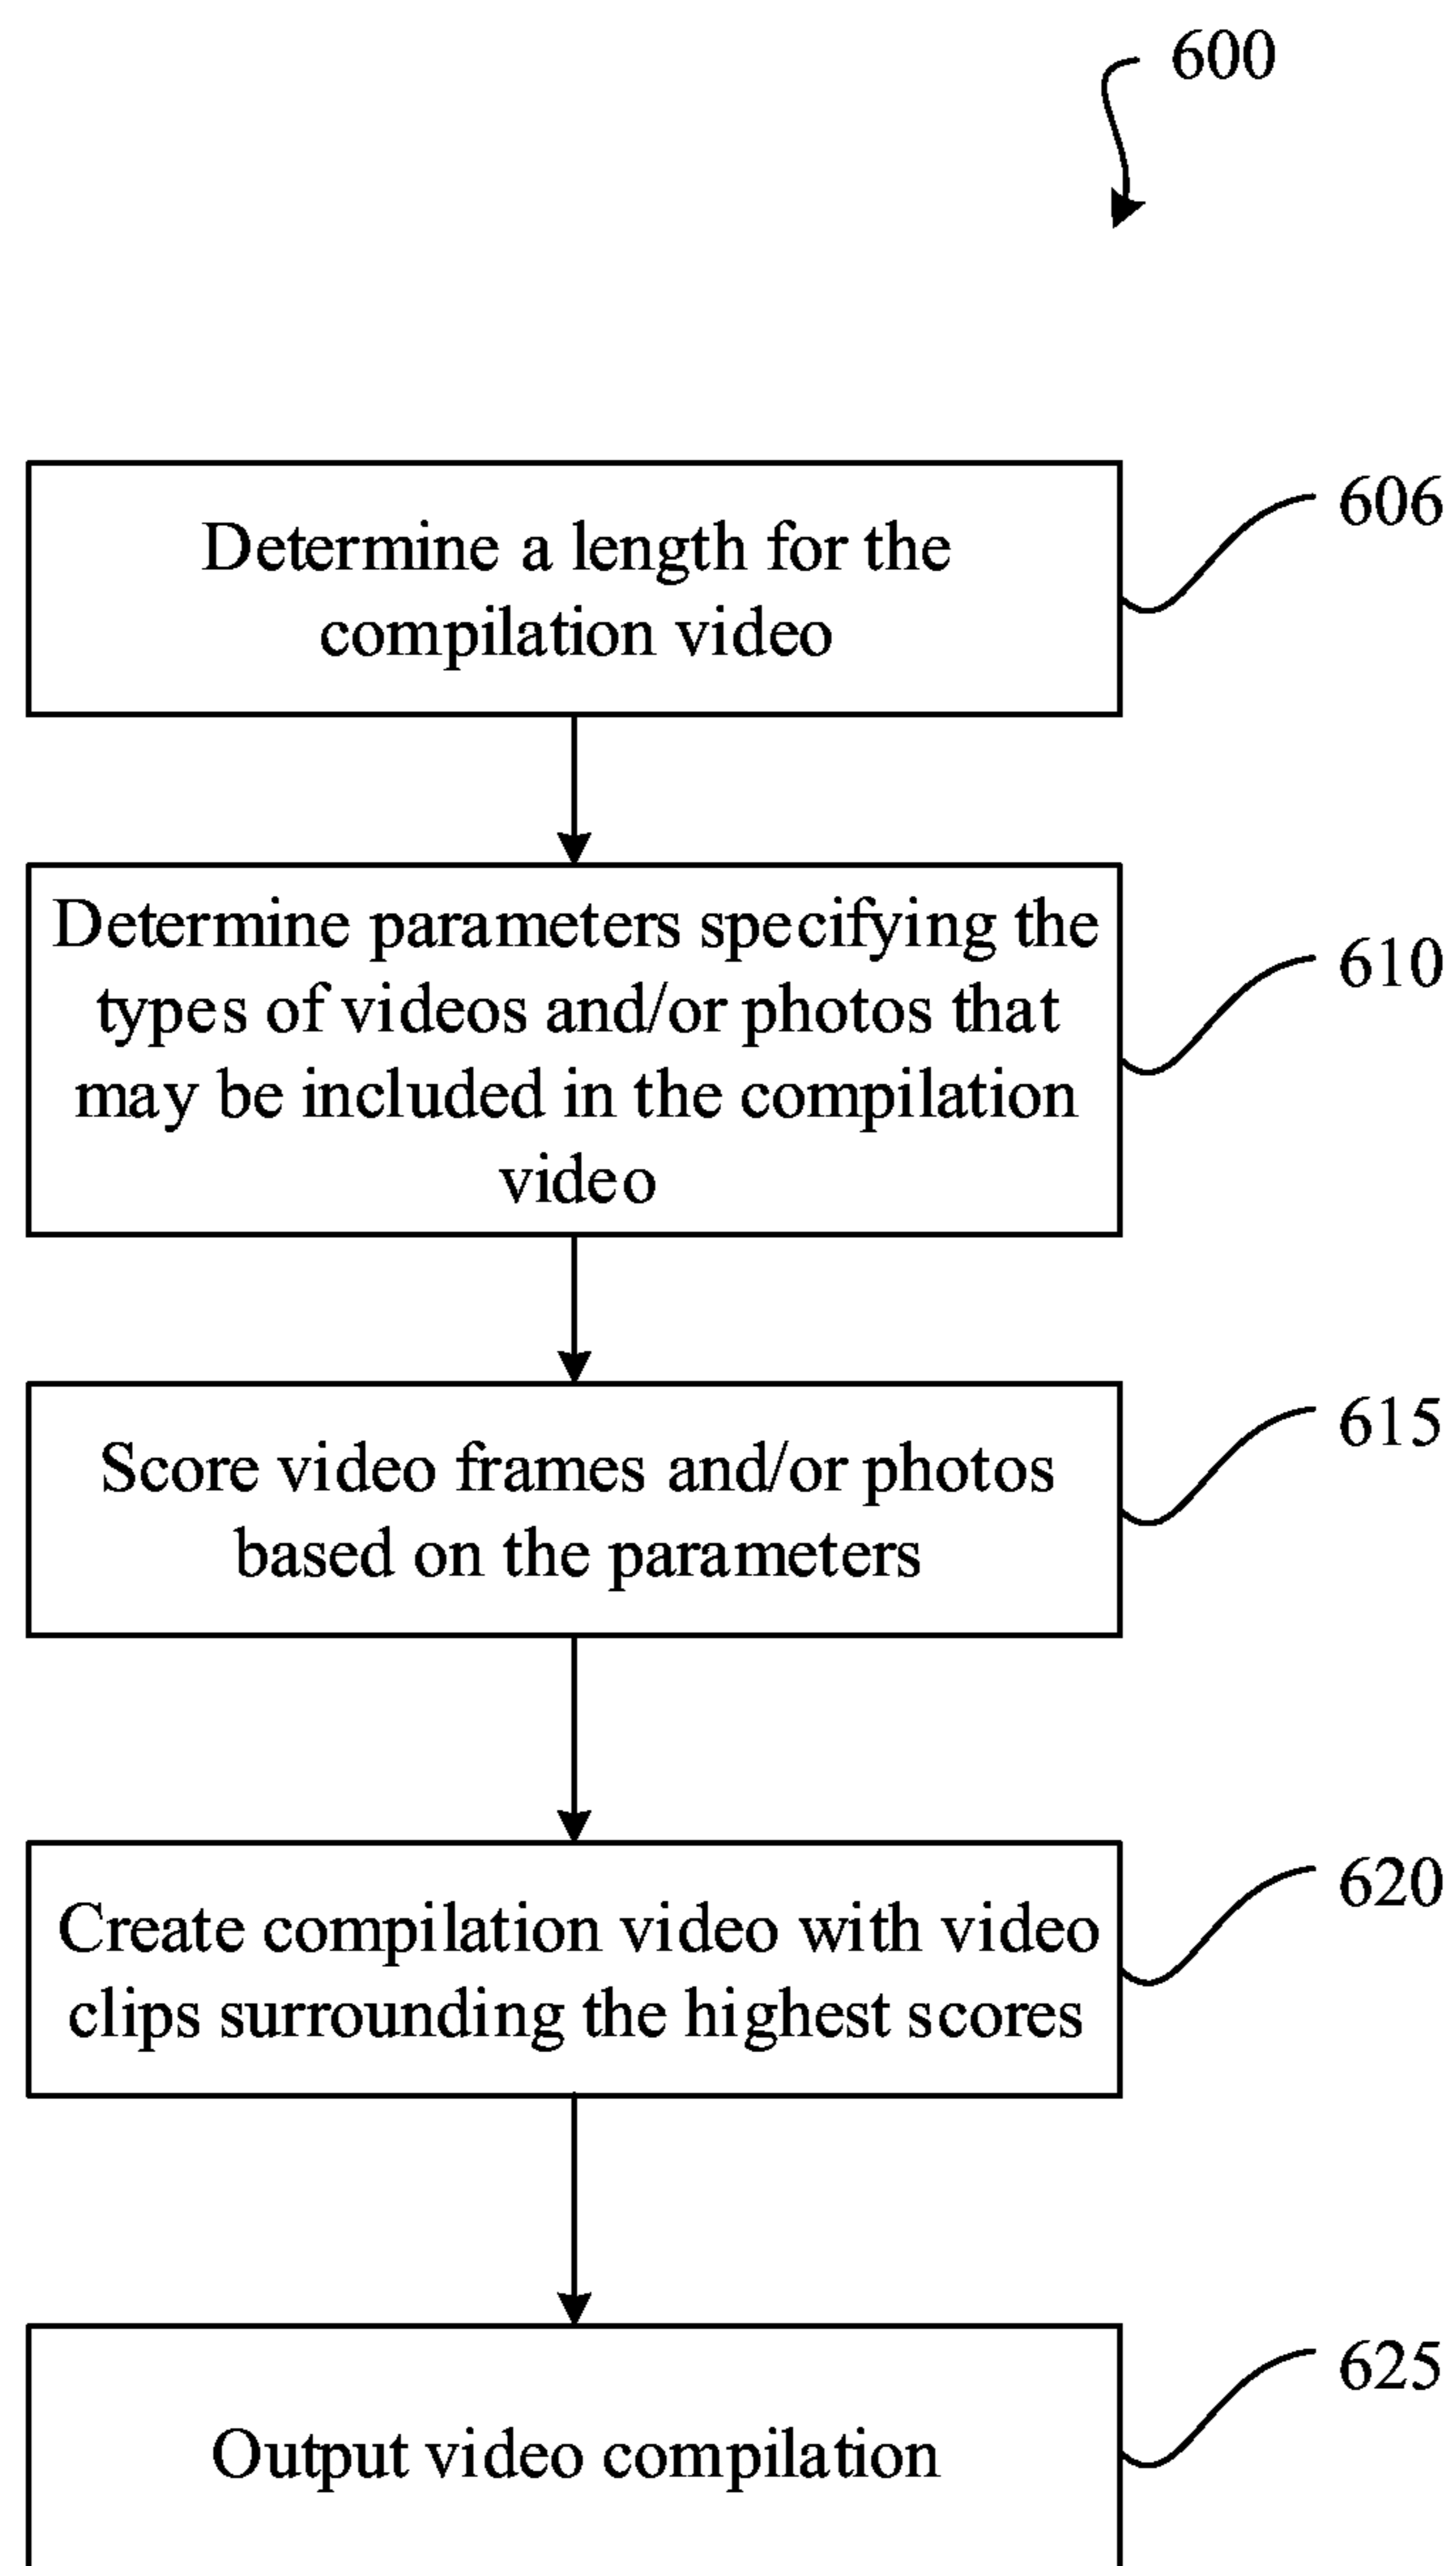 600
Determine a length for the
compilation video
606
Determine parameters specifying the
types of videos and/or photos that
may be included in the compilation
video
610
Score video frames and/or photos
based on the parameters
615
Create compilation video with video
clips surrounding the highest scores
620
Output video compilation
625